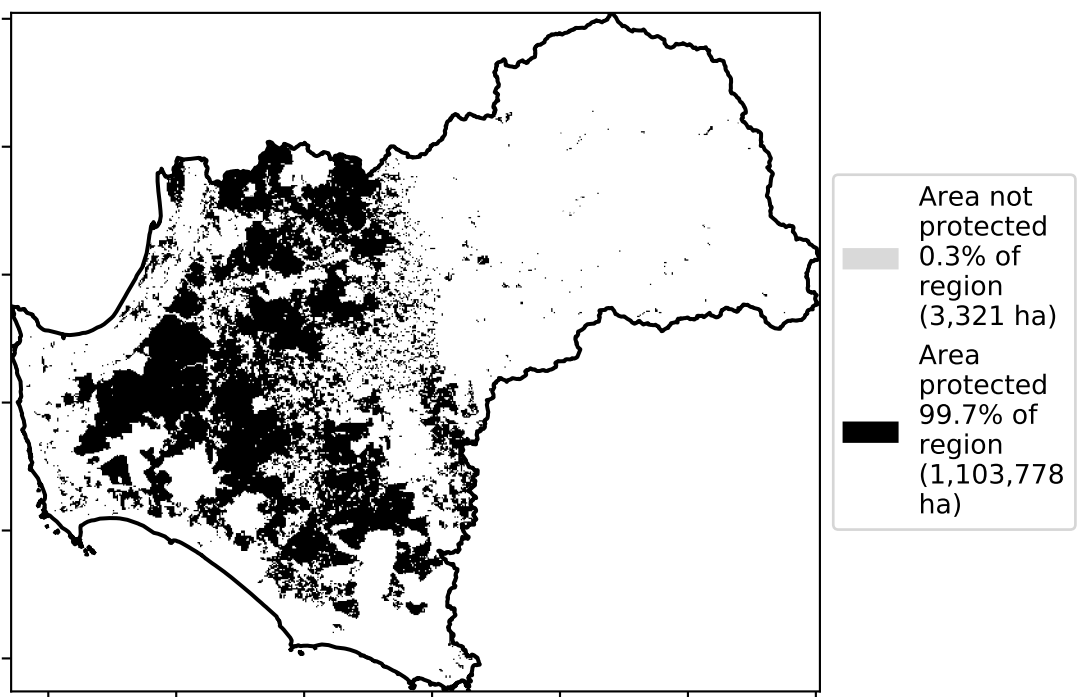 Area not
protected
0.3% of
region
(3,321 ha)
Area
protected
99.7% of
region
(1,103,778
ha)